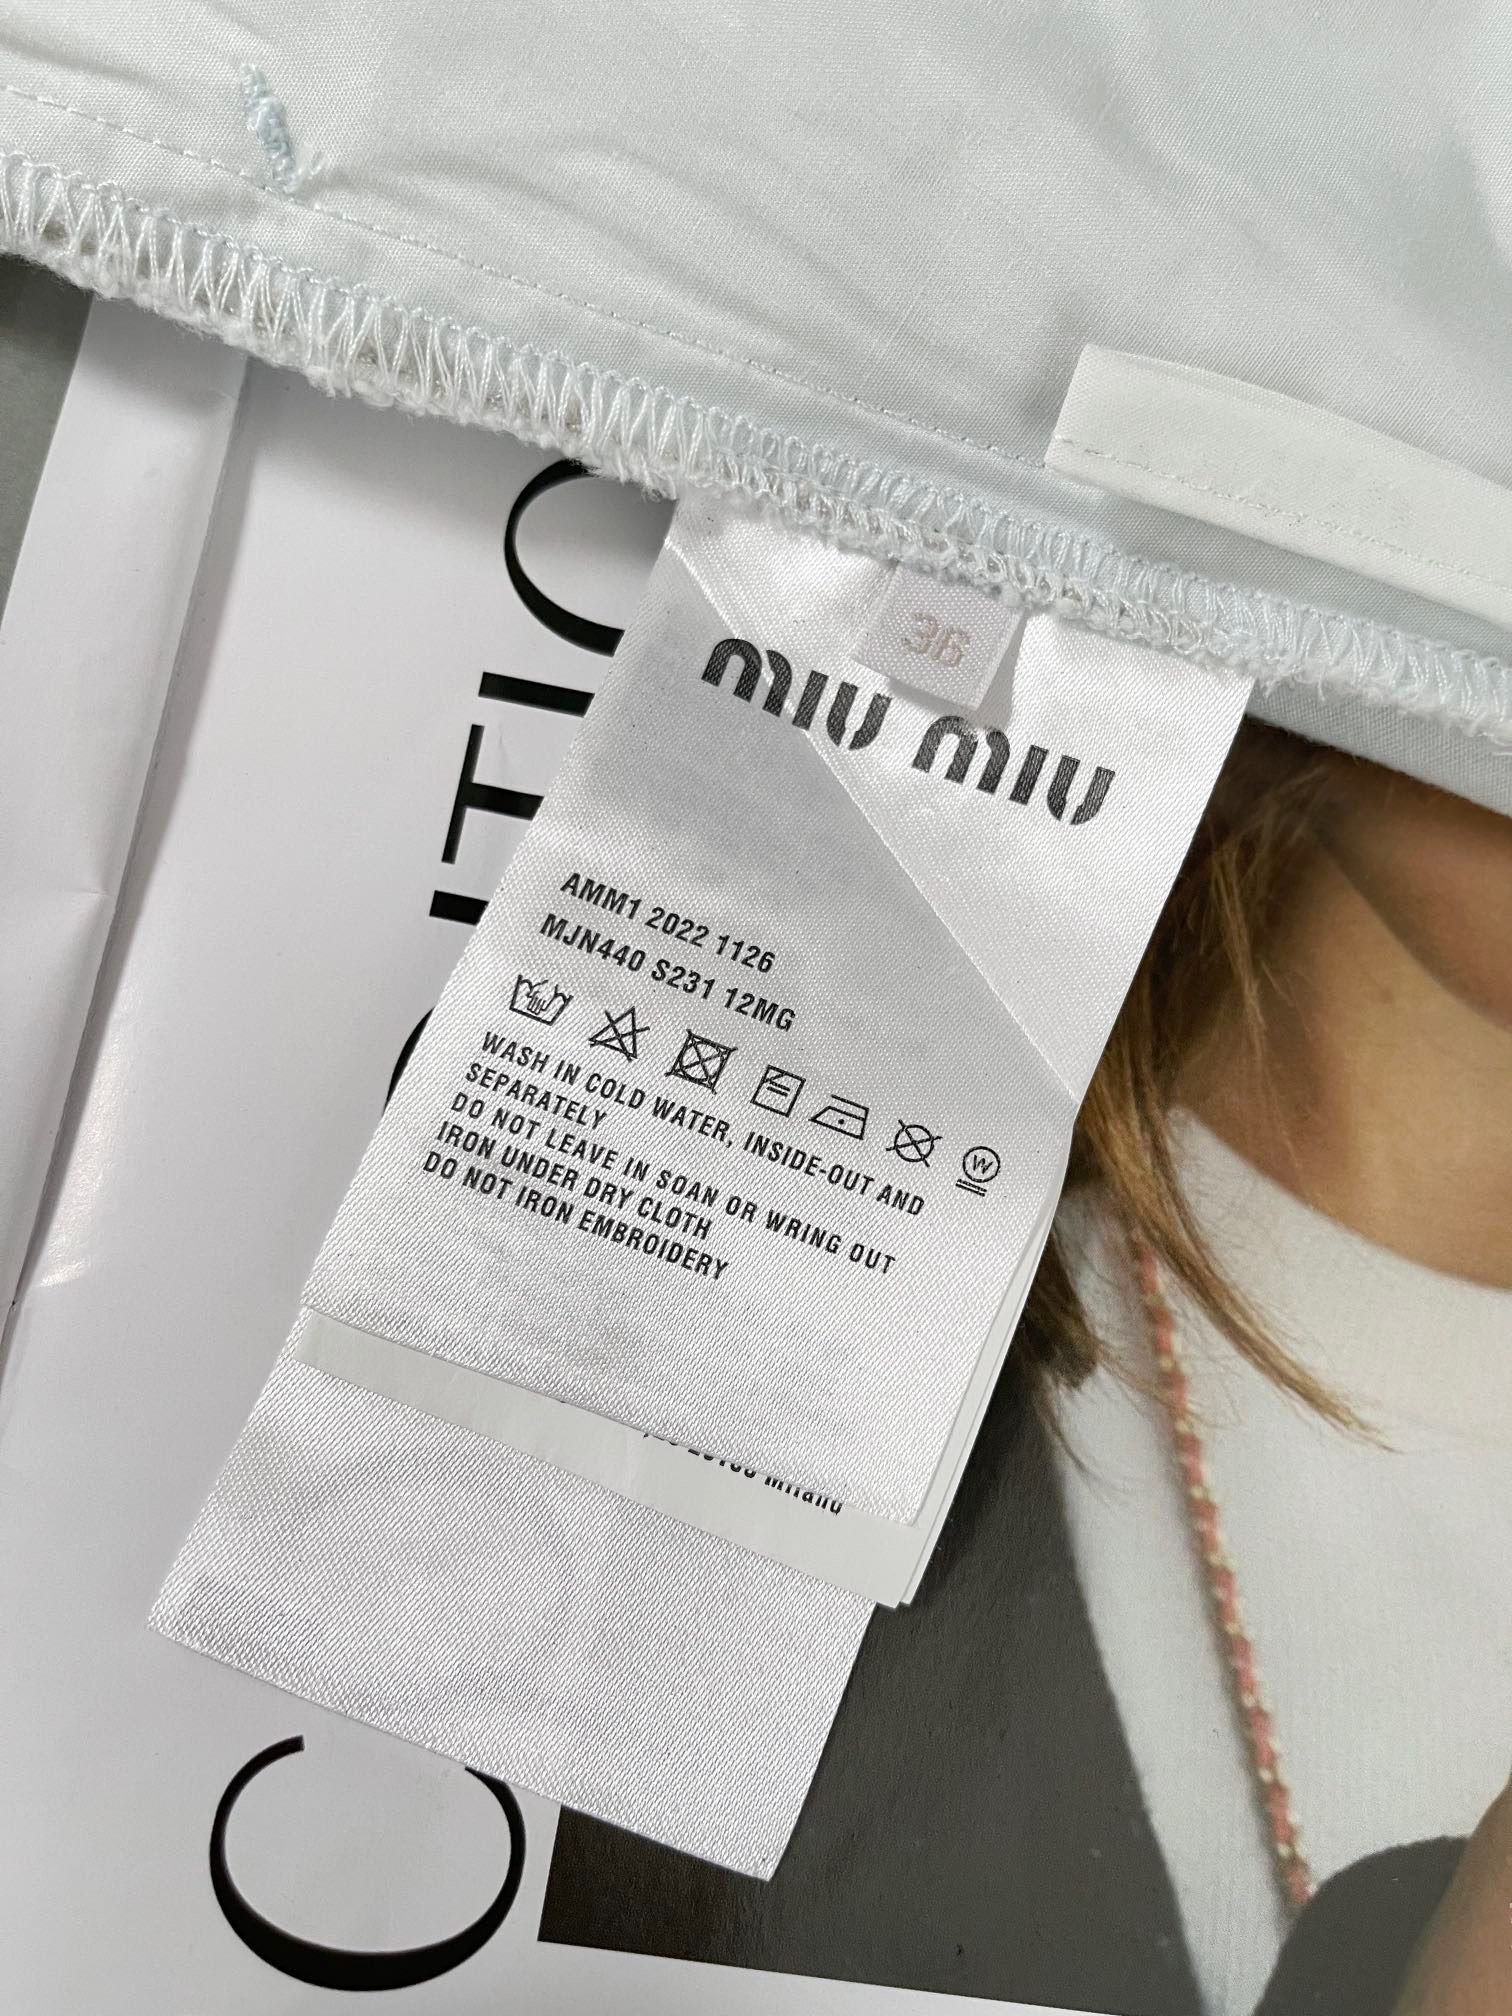 36
miu miu
AMM1 2022 1126
MJN440 S231 12MG
W
WASH IN COLD WATER, INSIDE-OUT AND
SEPARATELY
DO NOT LEAVE IN SOAN OR WRING OUT
IRON UNDER DRY CLOTH
DO NOT IRON EMBROIDERY
Milano